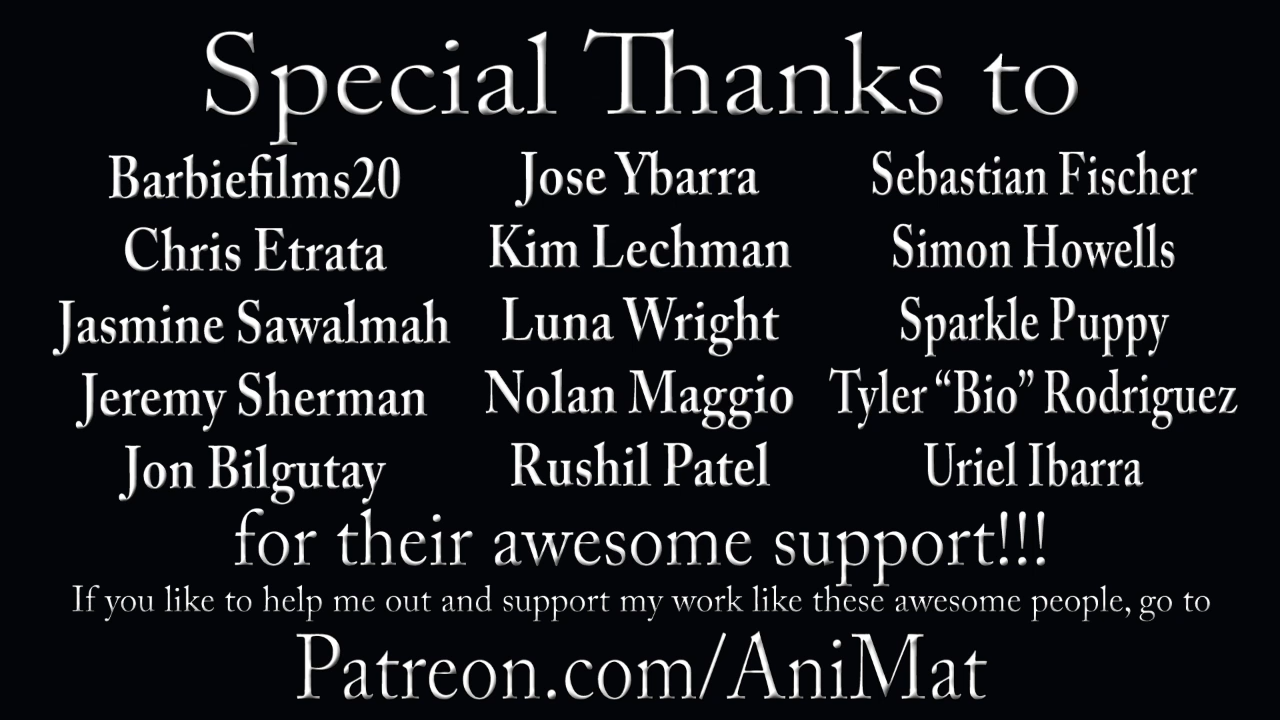 Special Thanks to
Barbiefilms20
Chris Etrata
Jasmine Sawalmah
Jeremy Sherman
Jon Bilgutay
Jose Ybarra
Kim Lechman
Luna Wright
Nolan Maggio
Rushil Patel
Sebastian Fischer
Simon Howells
Sparkle Puppy
Tyler “Bio” Rodriguez
Uriel Ibarra
for their awesome support!!!
If you like to help me out and support my work like these awesome people, go to
Patreon.com/AniMat